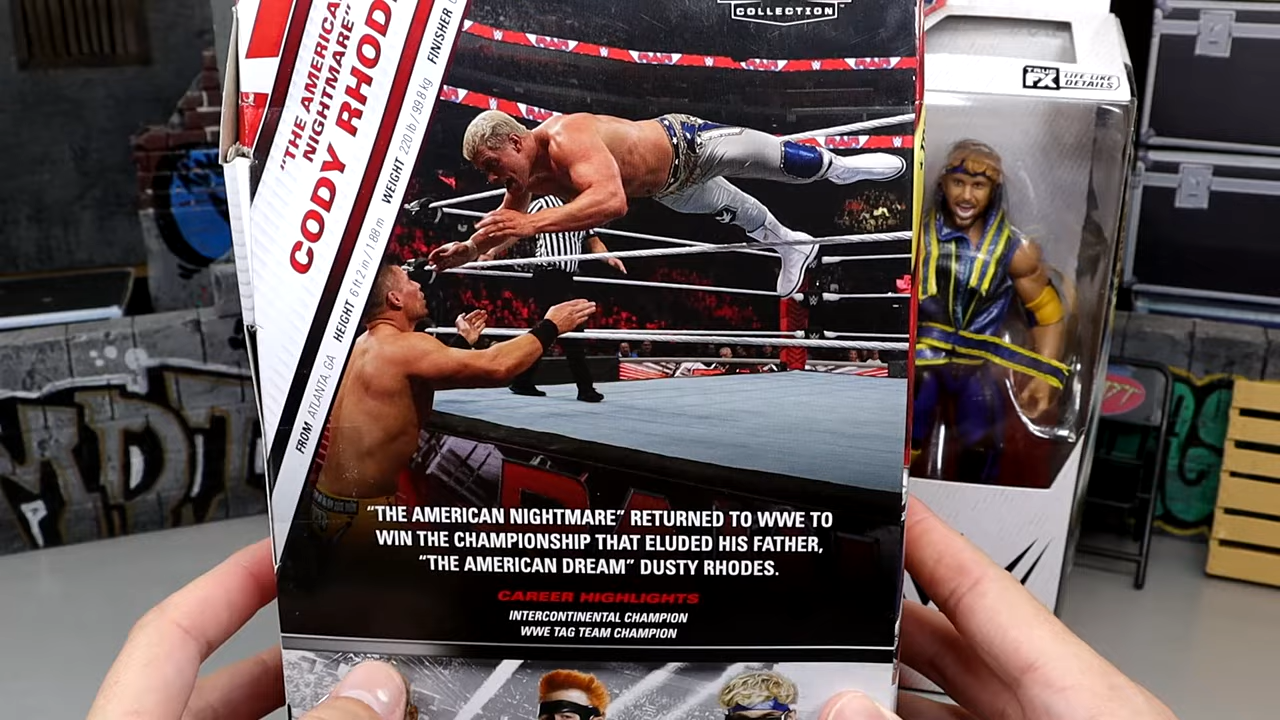 COLLECTION
"THE AMERICAN
NIGHTMARE"
CODY RHODES
FROM ATLANTA, GA HEIGHT 6 ft 2 in / 1.88 m WEIGHT 220 lb / 99.8 kg FINISHER
TRUE FX LIFE-LIKE
DETAILS
RAW
"THE AMERICAN NIGHTMARE" RETURNED TO WWE TO
WIN THE CHAMPIONSHIP THAT ELUDED HIS FATHER,
"THE AMERICAN DREAM" DUSTY RHODES.
CAREER HIGHLIGHTS
INTERCONTINENTAL CHAMPION
WWE TAG TEAM CHAMPION
MDT